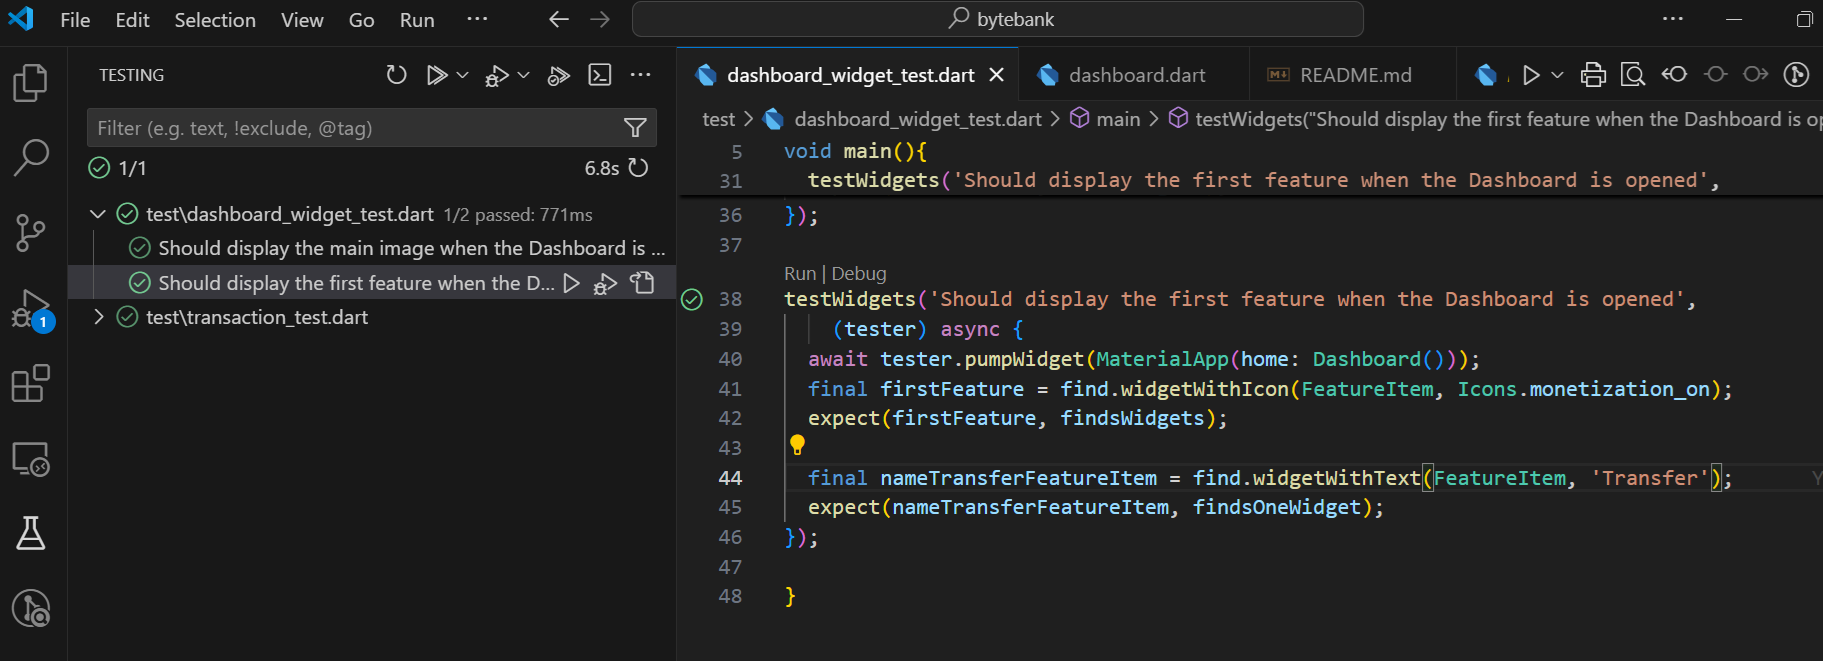 File Edit Selection View Go Run ··· bytebank ···
TESTING
dashboard_widget_test.dart dashboard.dart README.md
Filter (e.g. text, !exclude, @tag)
test > dashboard_widget_test.dart > main > testWidgets("Should display the first feature when the Dashboard is op
1/1 6.8s
test\dashboard_widget_test.dart 1/2 passed: 771ms
Should display the main image when the Dashboard is ...
Should display the first feature when the D...
test\transaction_test.dart
1
5 void main(){
31 testWidgets('Should display the first feature when the Dashboard is opened',
36 });
37
Run | Debug
38 testWidgets('Should display the first feature when the Dashboard is opened',
39 (tester) async {
40 await tester.pumpWidget(MaterialApp(home: Dashboard()));
41 final firstFeature = find.widgetWithIcon(FeatureItem, Icons.monetization_on);
42 expect(firstFeature, findsWidgets);
43
44 final nameTransferFeatureItem = find.widgetWithText(FeatureItem, 'Transfer');
45 expect(nameTransferFeatureItem, findsOneWidget);
46 });
47
48 }